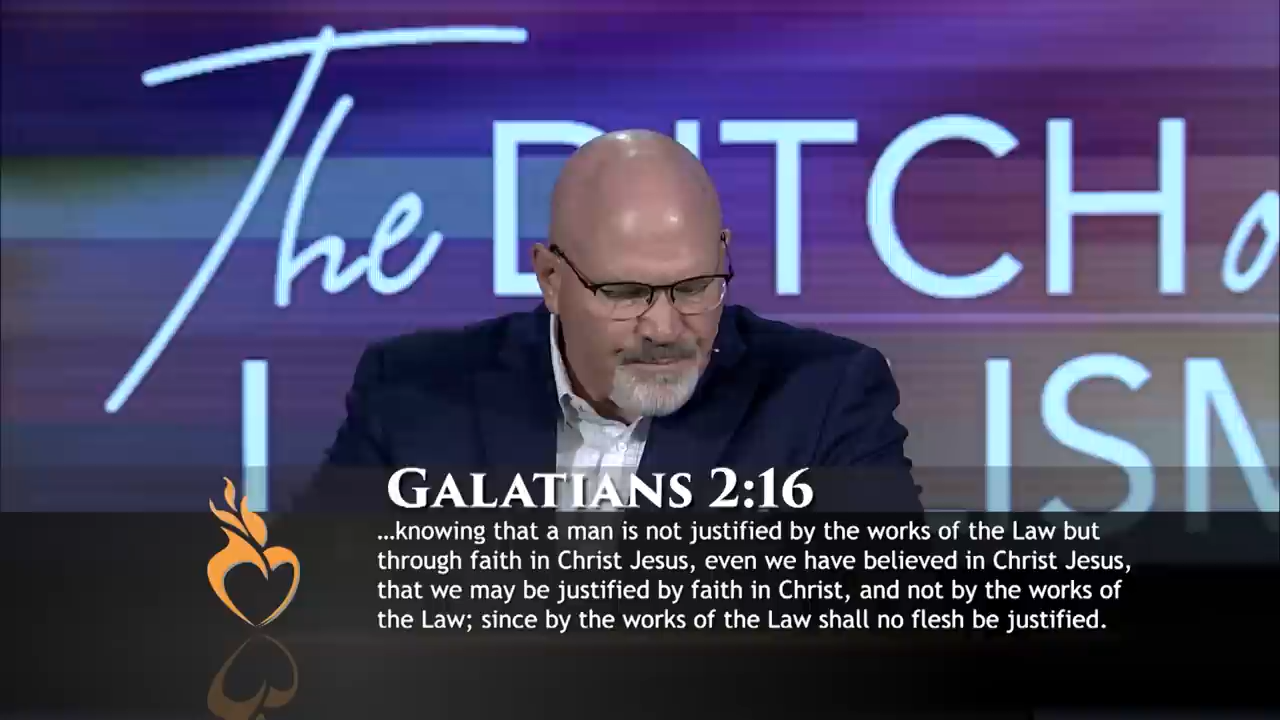 The DITCH
ISM
GALATIANS 2:16
…knowing that a man is not justified by the works of the Law but
through faith in Christ Jesus, even we have believed in Christ Jesus,
that we may be justified by faith in Christ, and not by the works of
the Law; since by the works of the Law shall no flesh be justified.